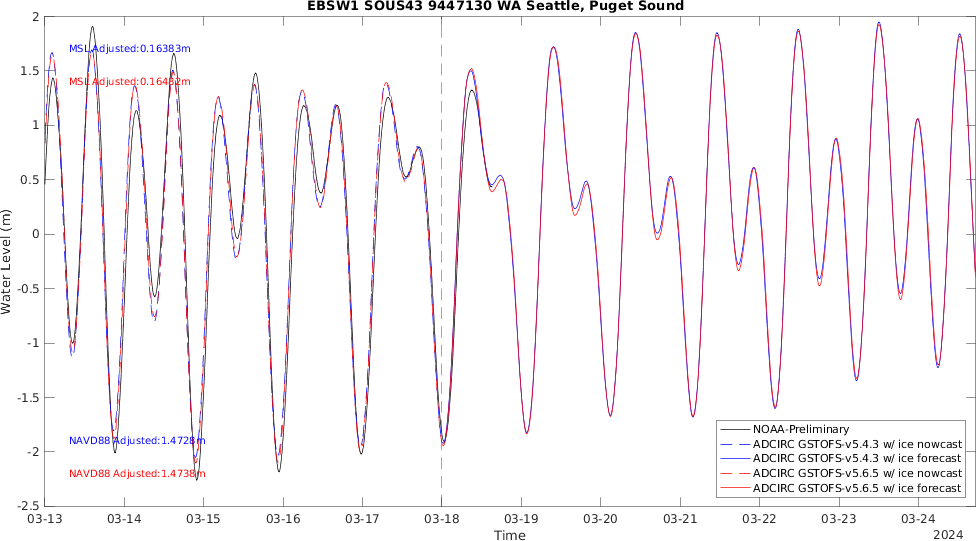 EBSW1 SOUS43 9447130 WA Seattle, Puget Sound
2
1.5
1
0.5
0
-0.5
-1
-1.5
-2
-2.5
Water Level (m)
MSL Adjusted:0.16383m
MSL Adjusted:0.16432m
NAVD88 Adjusted:1.4728m
NAVD88 Adjusted:1.4738m
NOAA-Preliminary
ADCIRC GSTOFS-v5.4.3 w/ ice nowcast
ADCIRC GSTOFS-v5.4.3 w/ ice forecast
ADCIRC GSTOFS-v5.6.5 w/ ice nowcast
ADCIRC GSTOFS-v5.6.5 w/ ice forecast
03-13 03-14 03-15 03-16 03-17 03-18 03-19 03-20 03-21 03-22 03-23 03-24
Time
2024